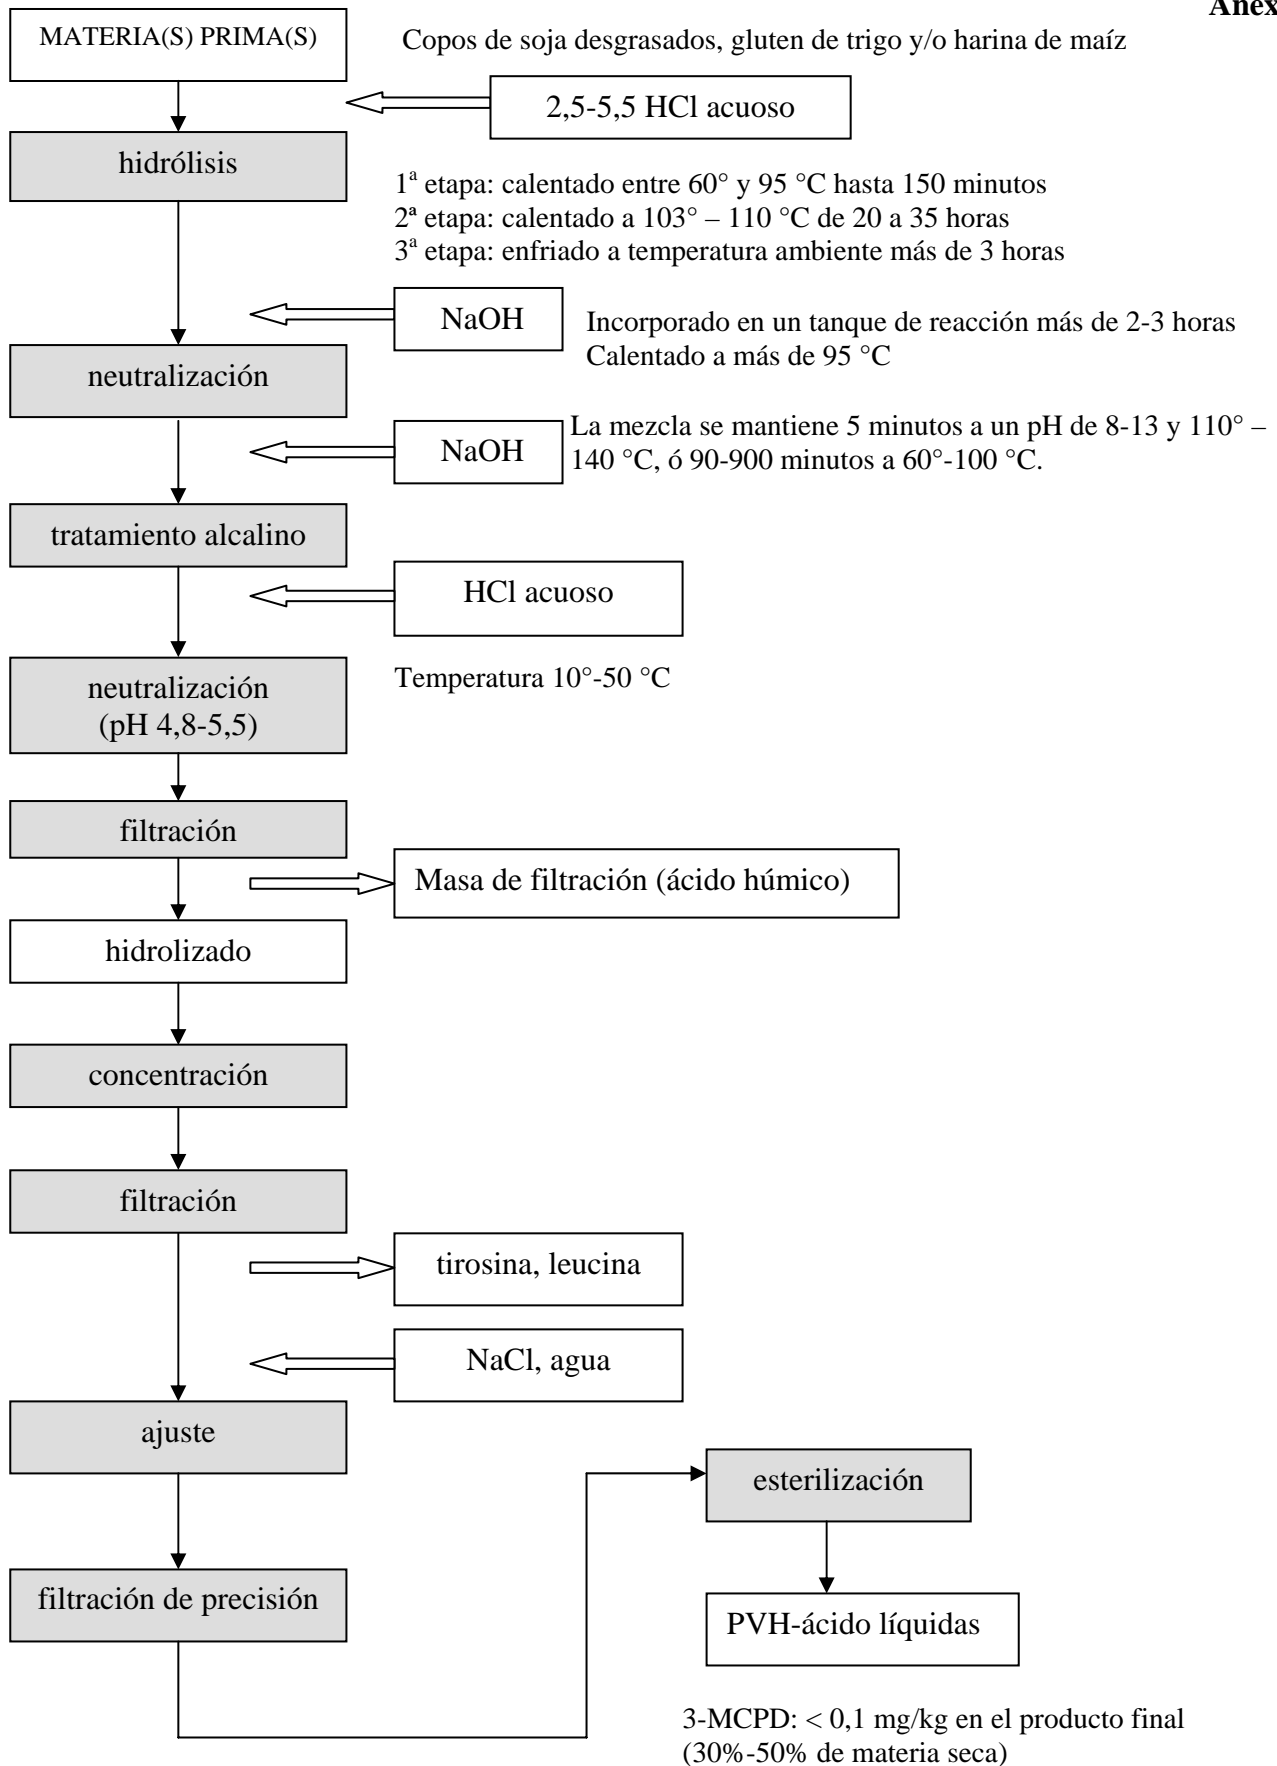 Anex
MATERIA(S) PRIMA(S)
Copos de soja desgrasados, gluten de trigo y/o harina de maíz
2,5-5,5 HCl acuoso
hidrólisis
1ª etapa: calentado entre 60° y 95 °C hasta 150 minutos
2ª etapa: calentado a 103° – 110 °C de 20 a 35 horas
3ª etapa: enfriado a temperatura ambiente más de 3 horas
NaOH
Incorporado en un tanque de reacción más de 2-3 horas
Calentado a más de 95 °C
neutralización
NaOH
La mezcla se mantiene 5 minutos a un pH de 8-13 y 110° –
140 °C, ó 90-900 minutos a 60°-100 °C.
tratamiento alcalino
HCl acuoso
neutralización
(pH 4,8-5,5)
Temperatura 10°-50 °C
filtración
Masa de filtración (ácido húmico)
hidrolizado
concentración
filtración
tirosina, leucina
NaCl, agua
ajuste
esterilización
filtración de precisión
PVH-ácido líquidas
3-MCPD: < 0,1 mg/kg en el producto final
(30%-50% de materia seca)